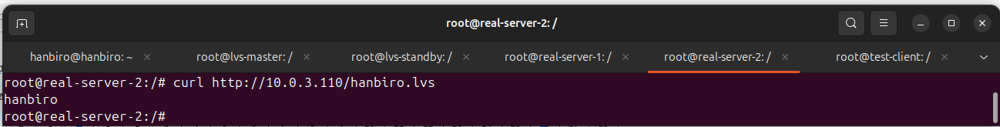 root@real-server-2: /
hanbiro@hanbiro: ~ × root@lvs-master: / × root@lvs-standby: / × root@real-server-1: / × root@real-server-2: / × root@test-client: / ×
root@real-server-2:/# curl http://10.0.3.110/hanbiro.lvs
hanbiro
root@real-server-2:/#